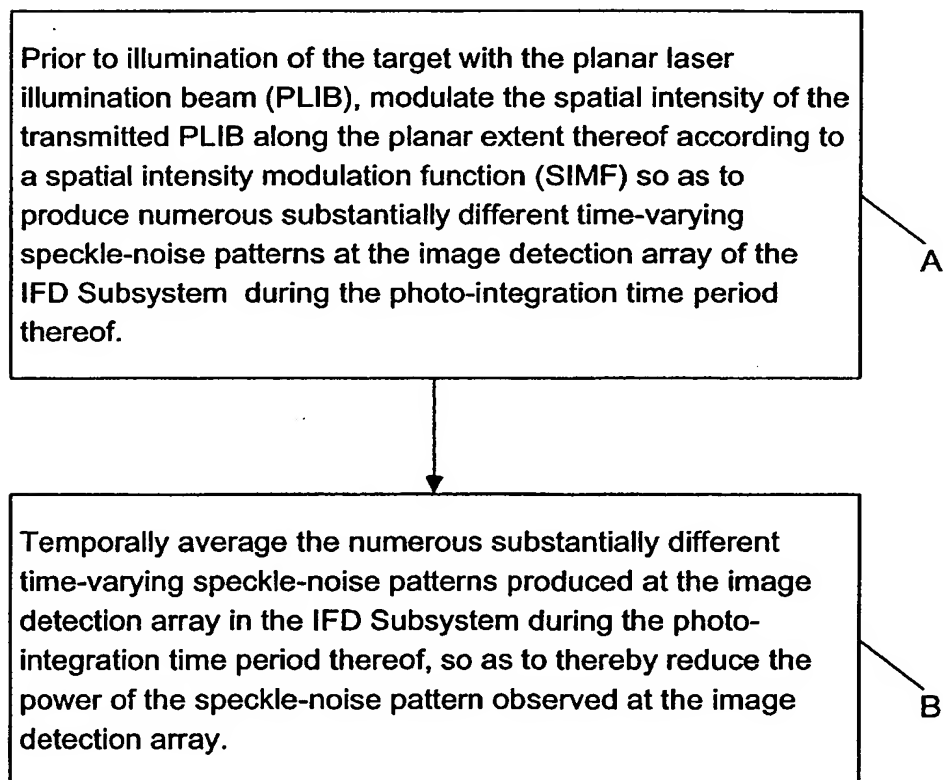 Prior to illumination of the target with the planar laser
illumination beam (PLIB), modulate the spatial intensity of the
transmitted PLIB along the planar extent thereof according to
a spatial intensity modulation function (SIMF) so as to
produce numerous substantially different time-varying
speckle-noise patterns at the image detection array of the
IFD Subsystem during the photo-integration time period
thereof.
A
Temporally average the numerous substantially different
time-varying speckle-noise patterns produced at the image
detection array in the IFD Subsystem during the photo-
integration time period thereof, so as to thereby reduce the
power of the speckle-noise pattern observed at the image
detection array.
B